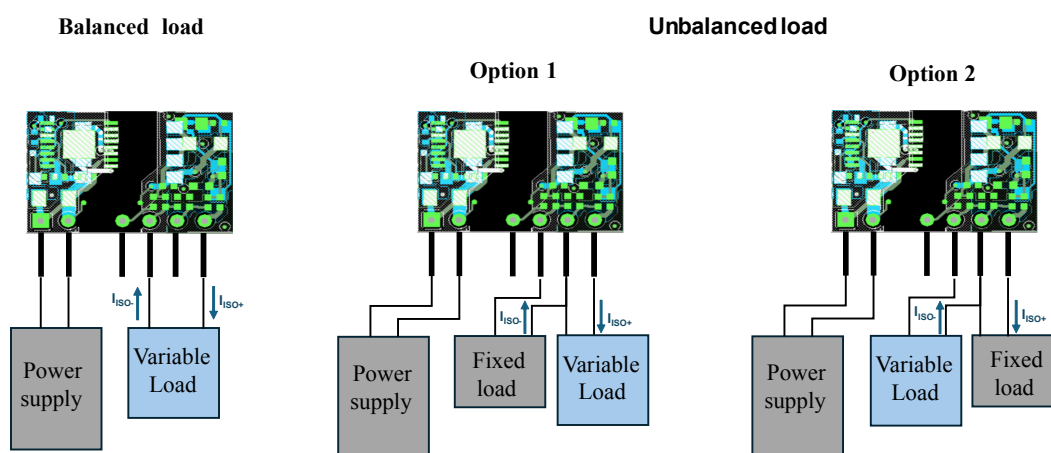 Balanced load
Unbalanced load
Option 1
Option 2
I_ISO-
I_ISO+
Power
supply
Variable
Load
I_ISO-
I_ISO+
Power
supply
Fixed
load
Variable
Load
I_ISO-
I_ISO+
Power
supply
Variable
Load
Fixed
load